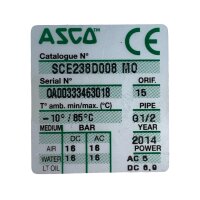 ASCO CE
Catalogue N°
SCE238D008 MO
Serial N° ORIF.
0A00333463018 15
T° amb. min/max. (°C) PIPE
-10° / 85°C G1/2
MEDIUM BAR YEAR
DC AC 2014
AIR 16 16 POWER
WATER 16 16 AC 6
LT OIL DC 6,9